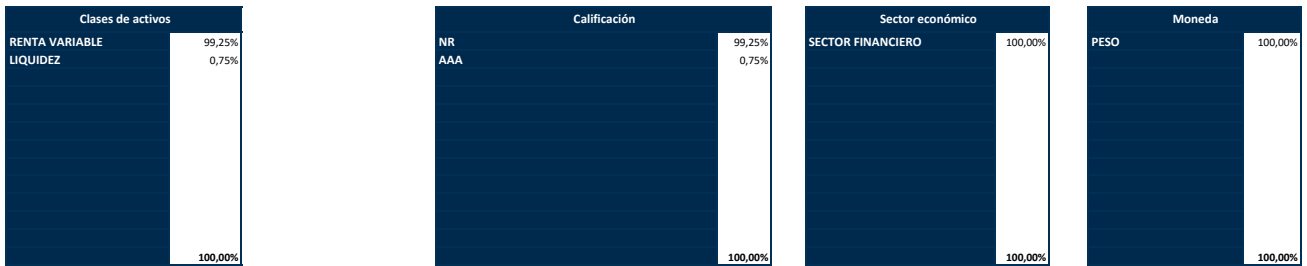 Clases de activos
RENTA VARIABLE 99,25%
LIQUIDEZ 0,75%
100,00%
Calificación
NR 99,25%
AAA 0,75%
100,00%
Sector económico
SECTOR FINANCIERO 100,00%
100,00%
Moneda
PESO 100,00%
100,00%